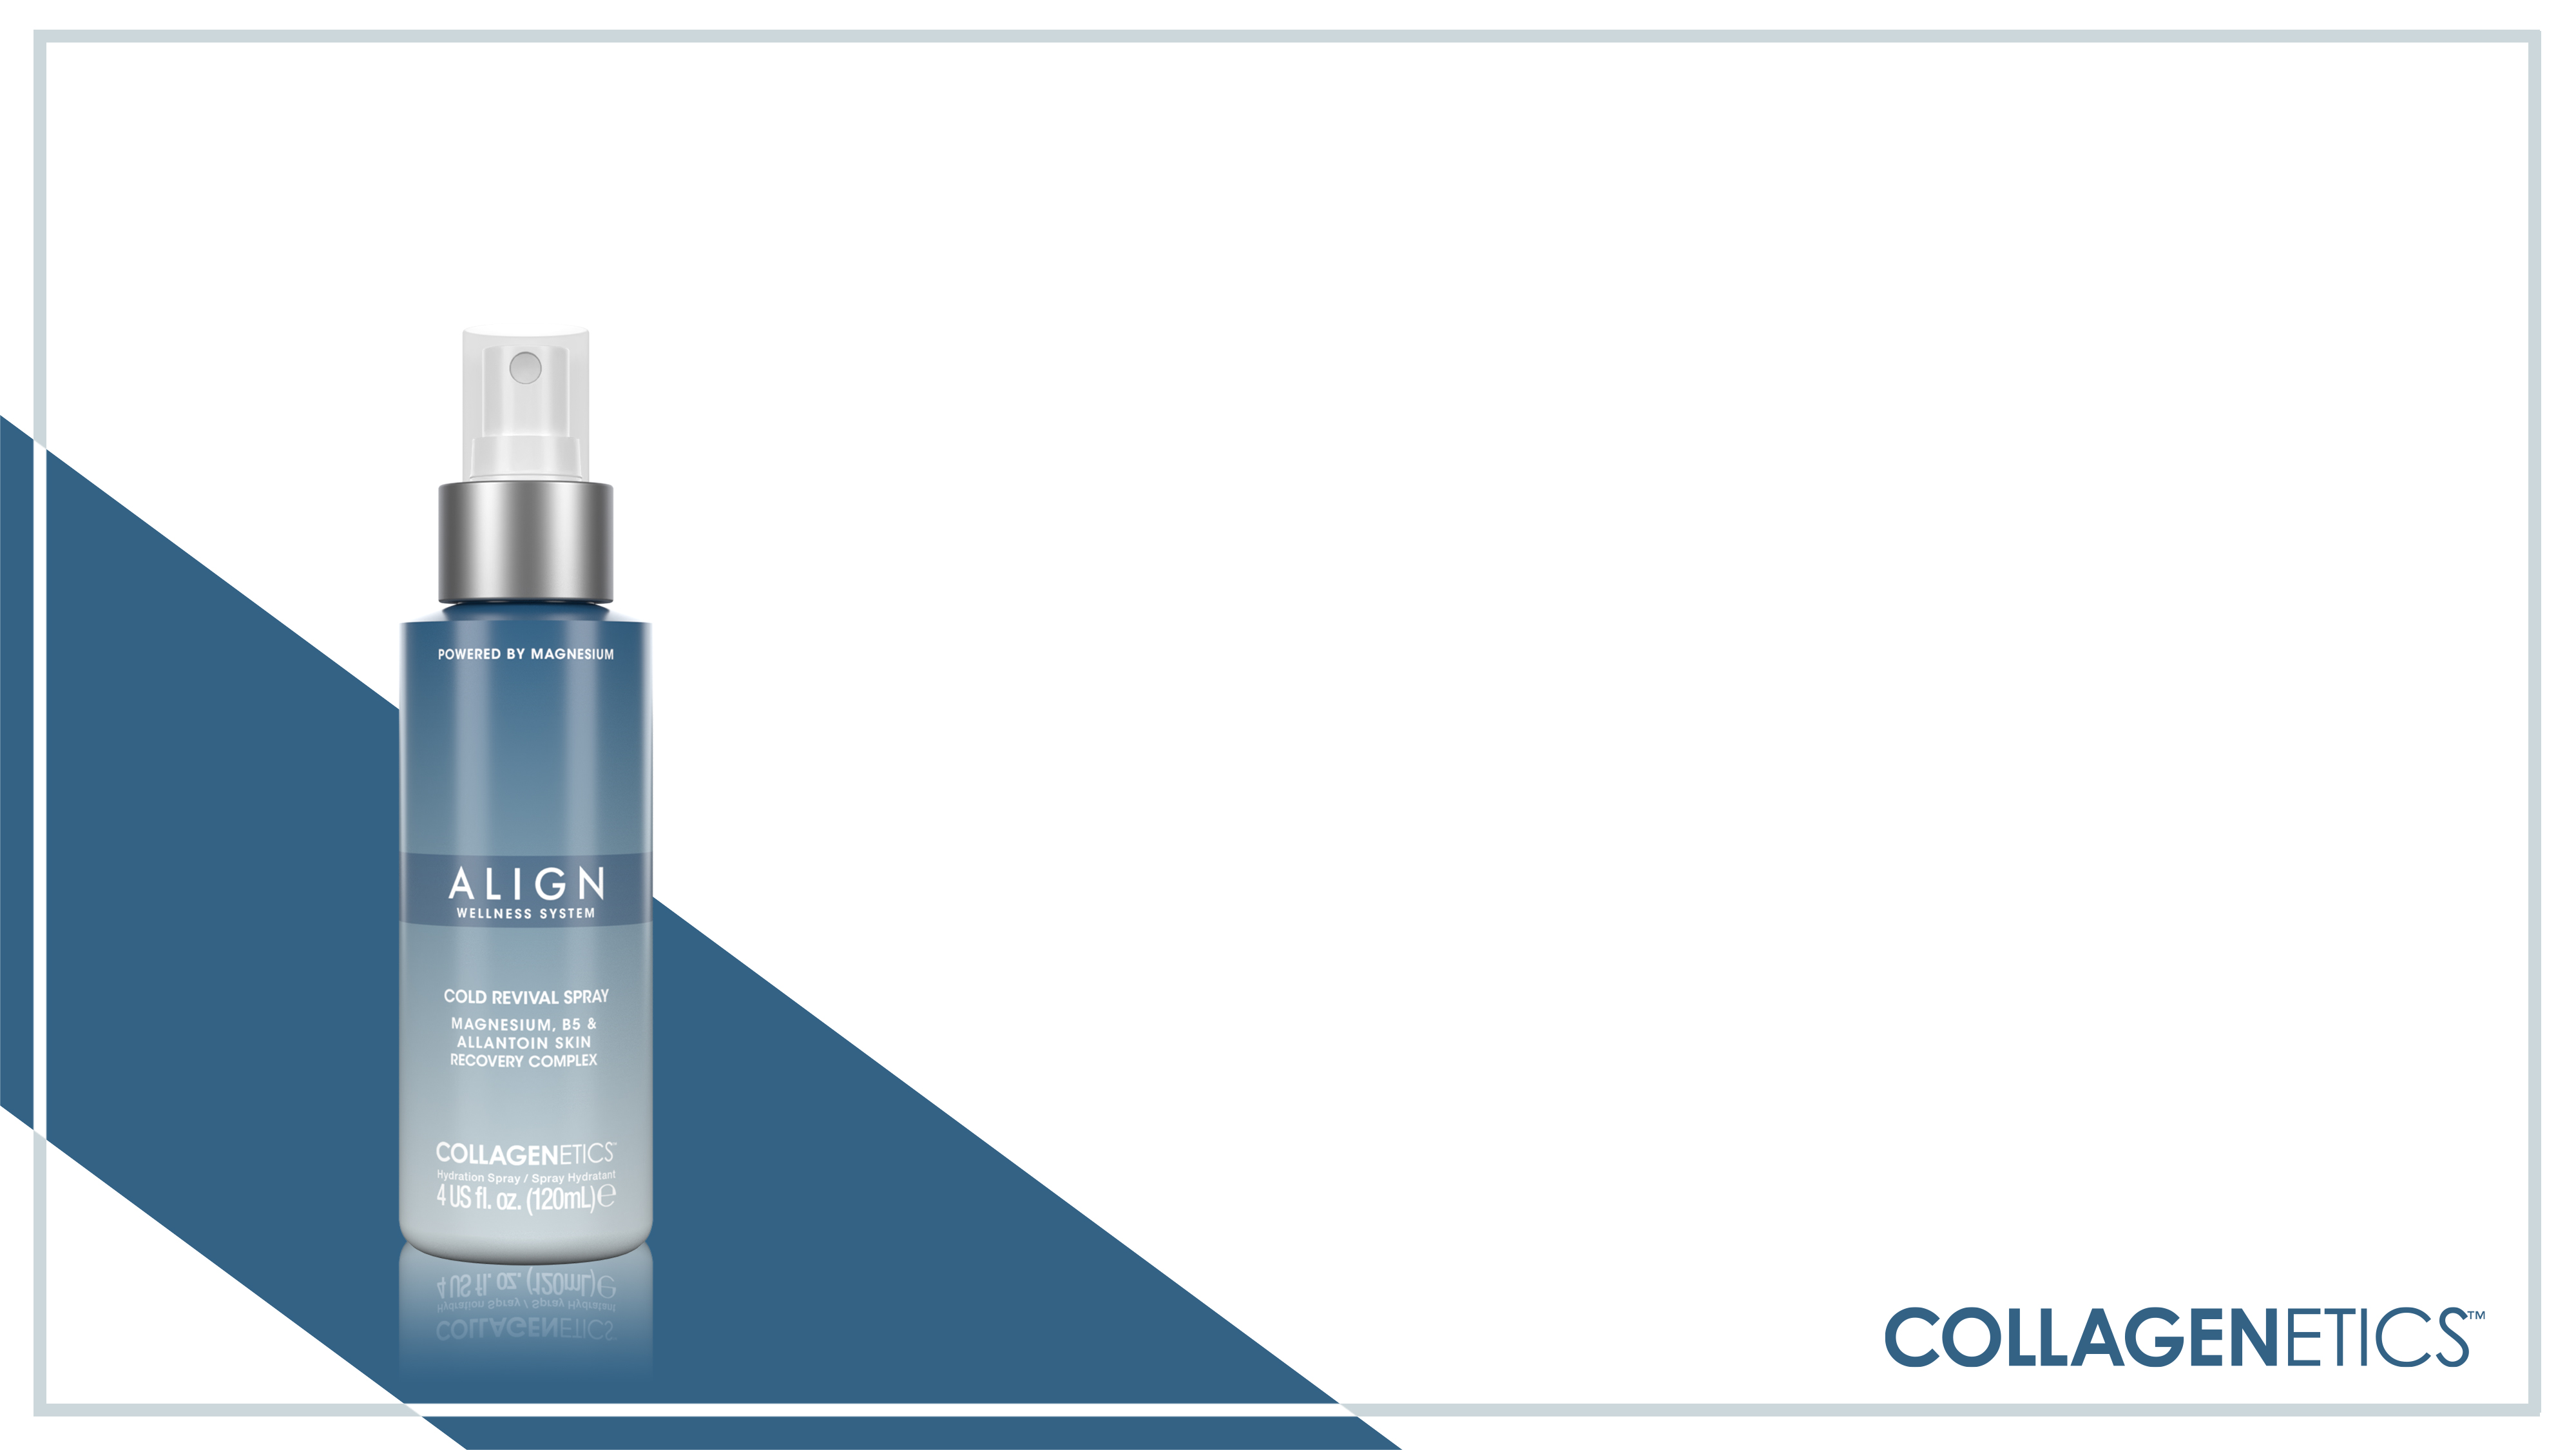 POWERED BY MAGNESIUM
ALIGN
WELLNESS SYSTEM
COLD REVIVAL SPRAY
MAGNESIUM, B5 &
ALLANTOIN SKIN
RECOVERY COMPLEX
COLLAGENETICS™
Hydration Spray / Spray Hydratant
4 US fl. oz. (120mL)℮
COLLAGENETICS™